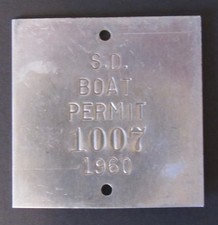 S.D.
BOAT
PERMIT
1007
1960